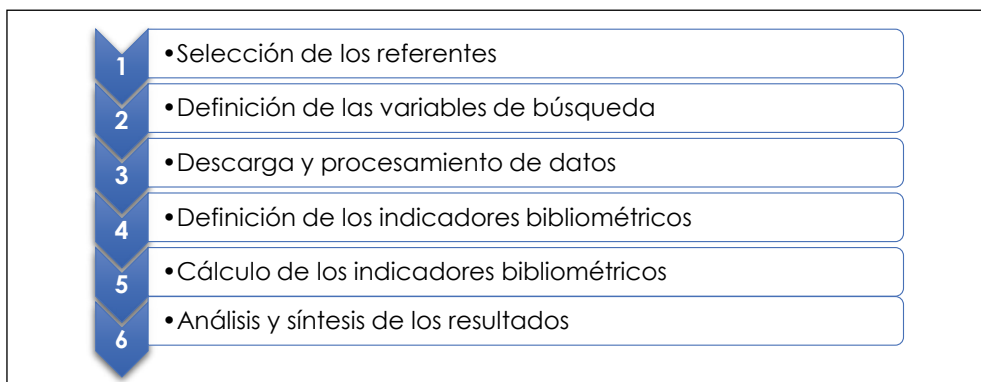 1 •Selección de los referentes
2 •Definición de las variables de búsqueda
3 •Descarga y procesamiento de datos
4 •Definición de los indicadores bibliométricos
5 •Cálculo de los indicadores bibliométricos
6 •Análisis y síntesis de los resultados